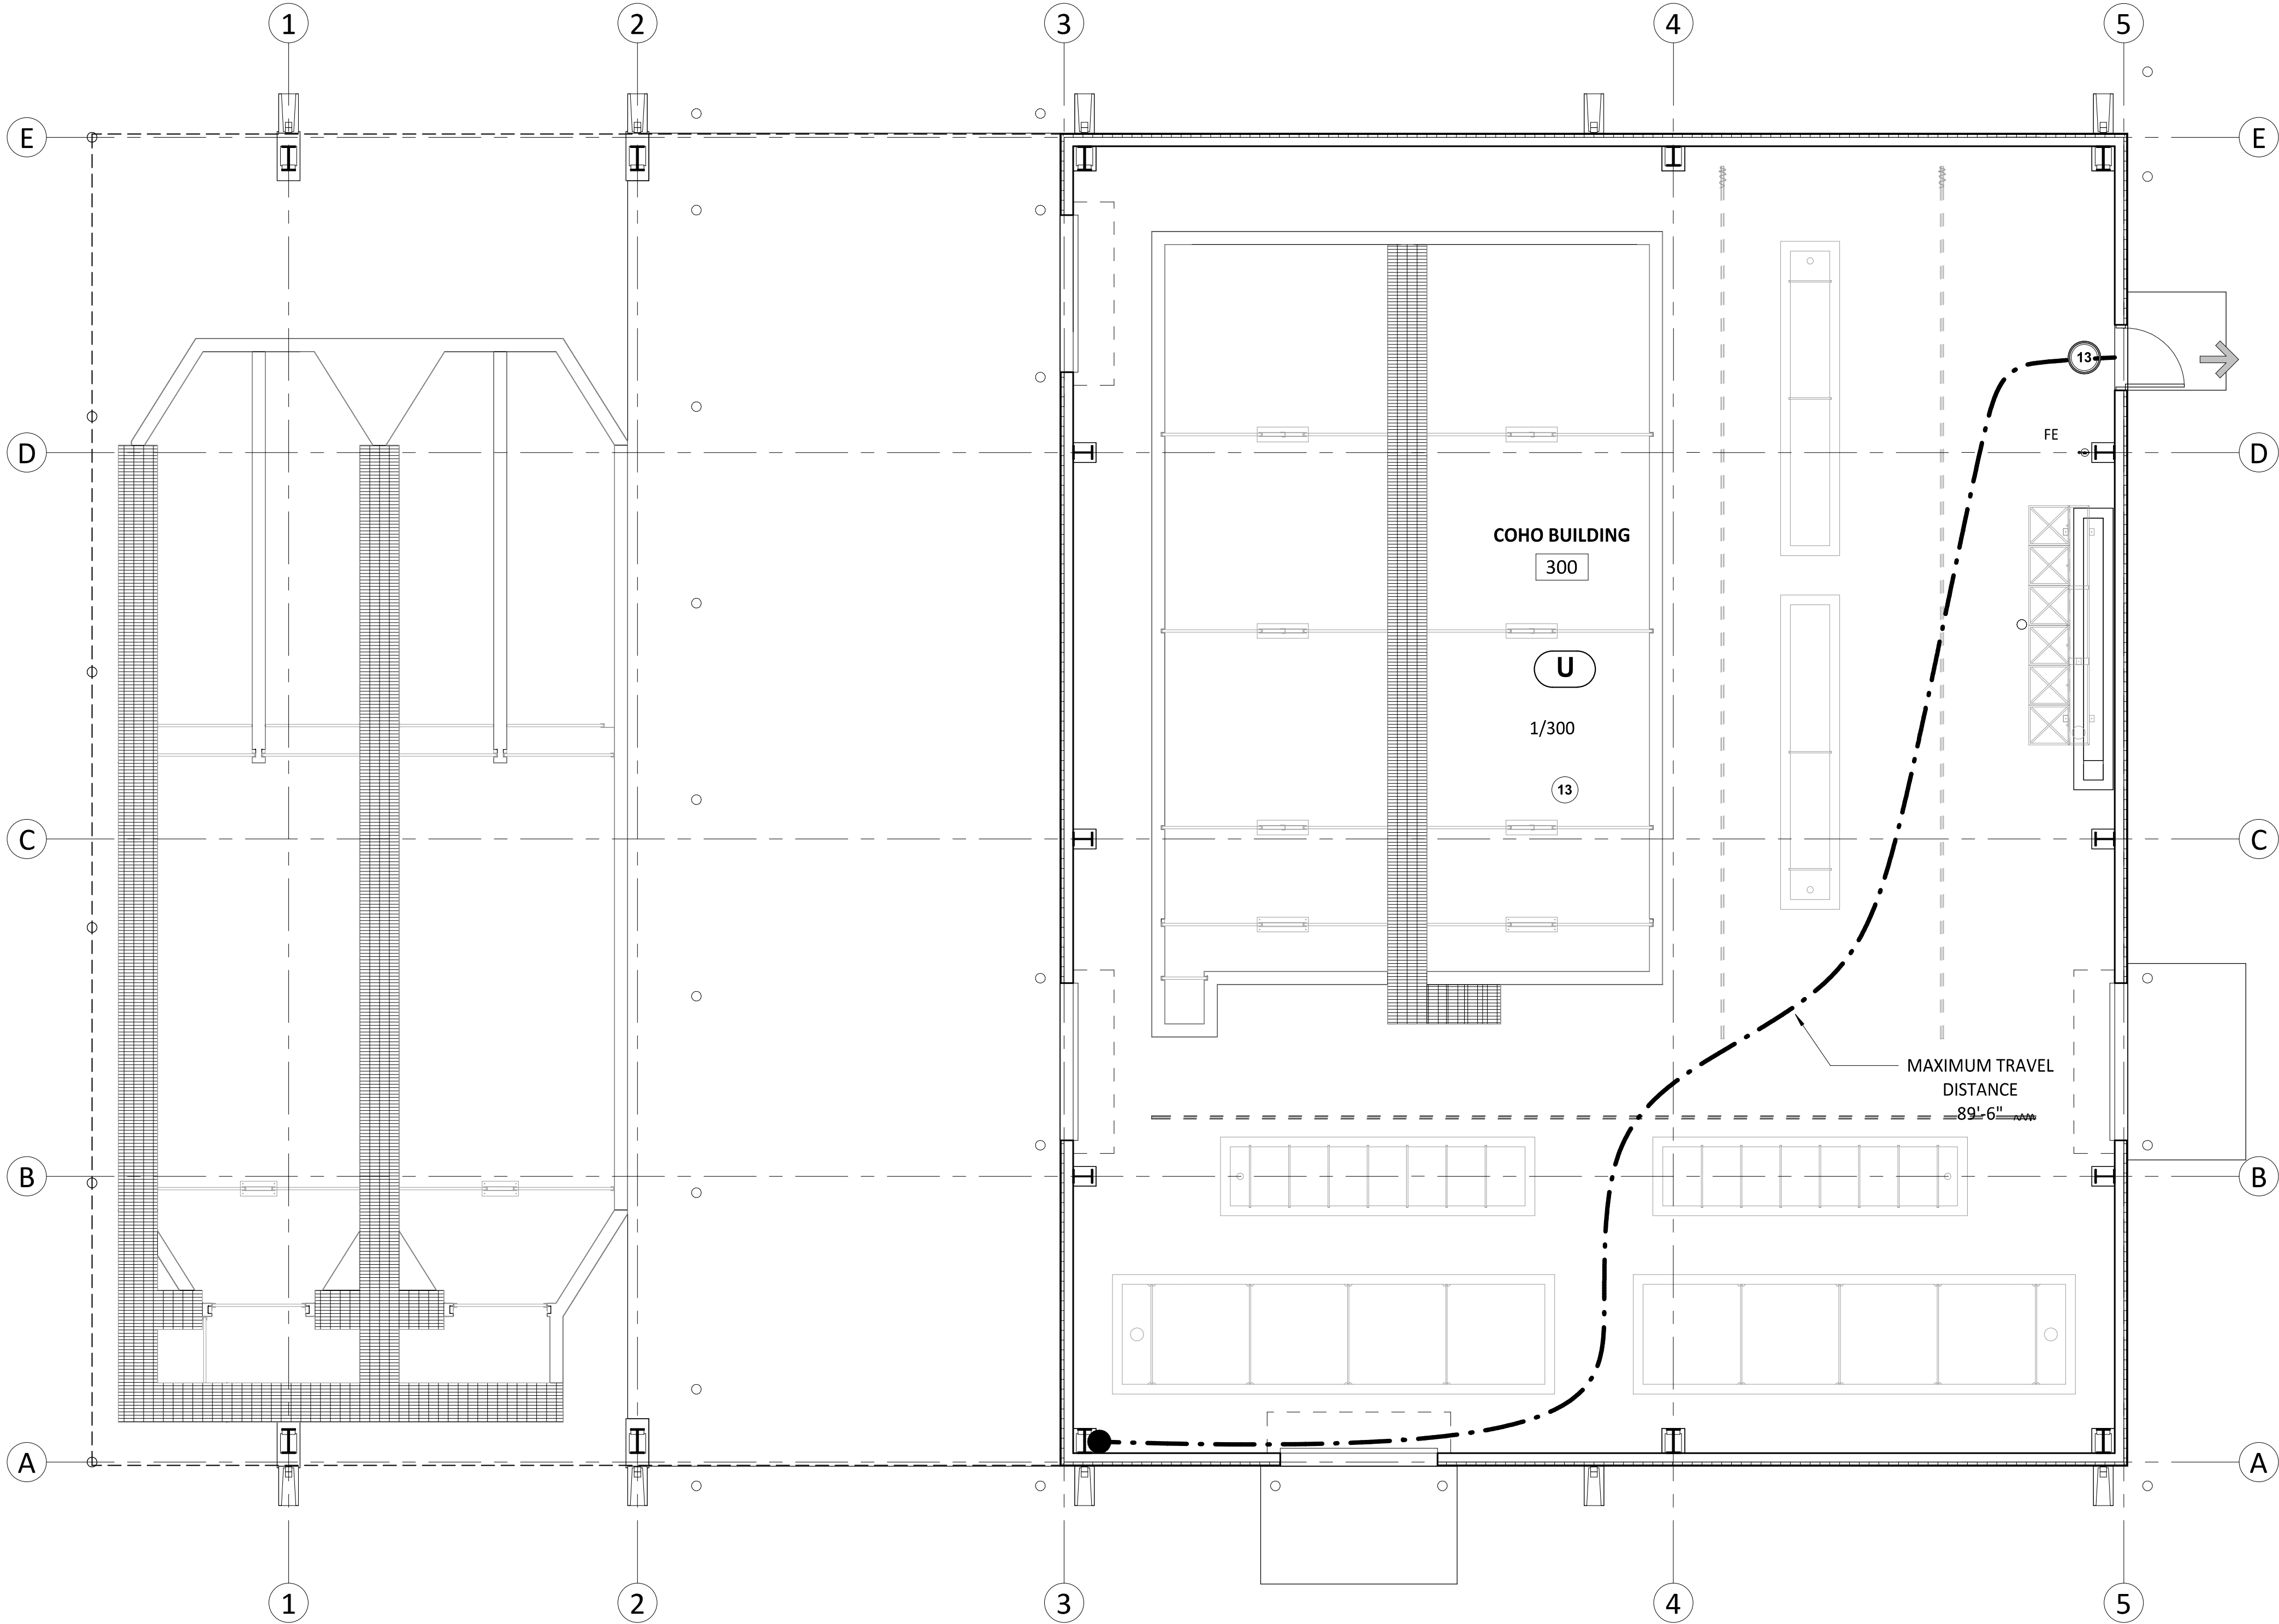 1 2 3 4 5
E E
13
FE
D D
COHO BUILDING
300
U
1/300
13
C C
MAXIMUM TRAVEL
DISTANCE
89'-6"
B B
A A
1 2 3 4 5